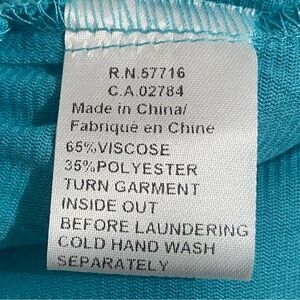 R.N.57716
C.A.02784
Made in China/
Fabriqué en Chine
65%VISCOSE
35%POLYESTER
TURN GARMENT
INSIDE OUT
BEFORE LAUNDERING
COLD HAND WASH
SEPARATELY